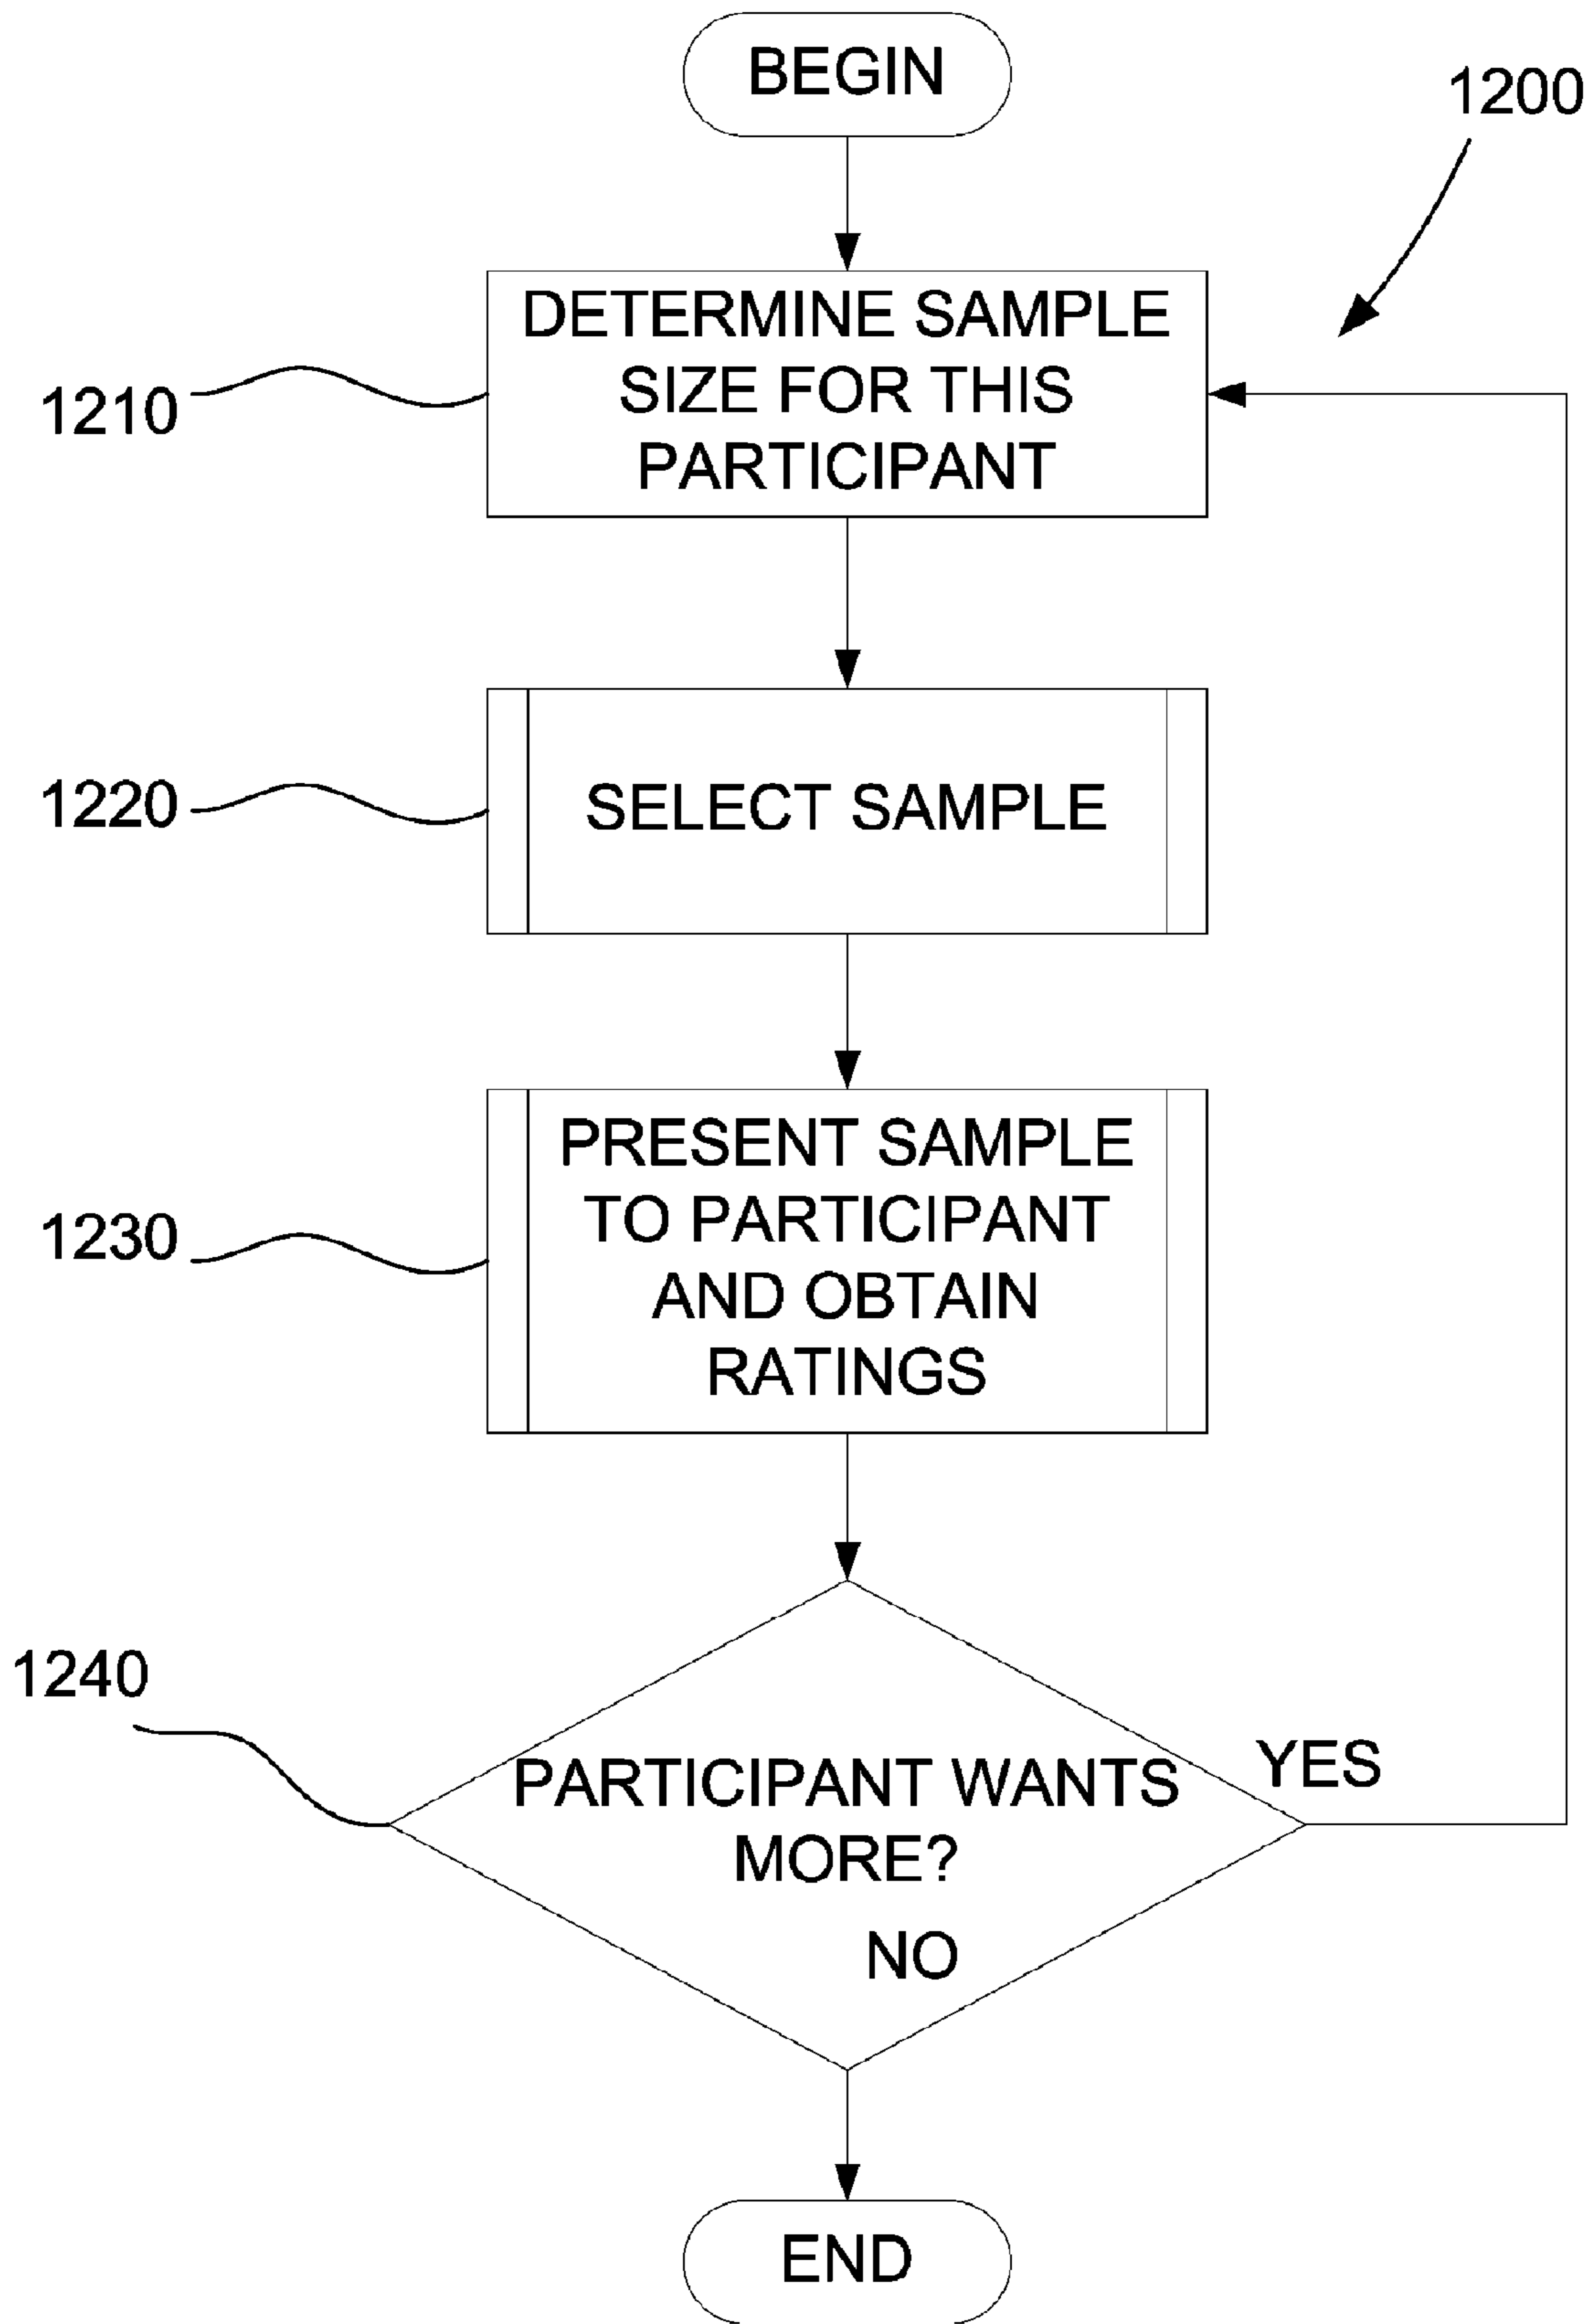 BEGIN
1200
DETERMINE SAMPLE
SIZE FOR THIS
PARTICIPANT
1210
SELECT SAMPLE
1220
PRESENT SAMPLE
TO PARTICIPANT
AND OBTAIN
RATINGS
1230
1240
PARTICIPANT WANTS
MORE?
YES
NO
END